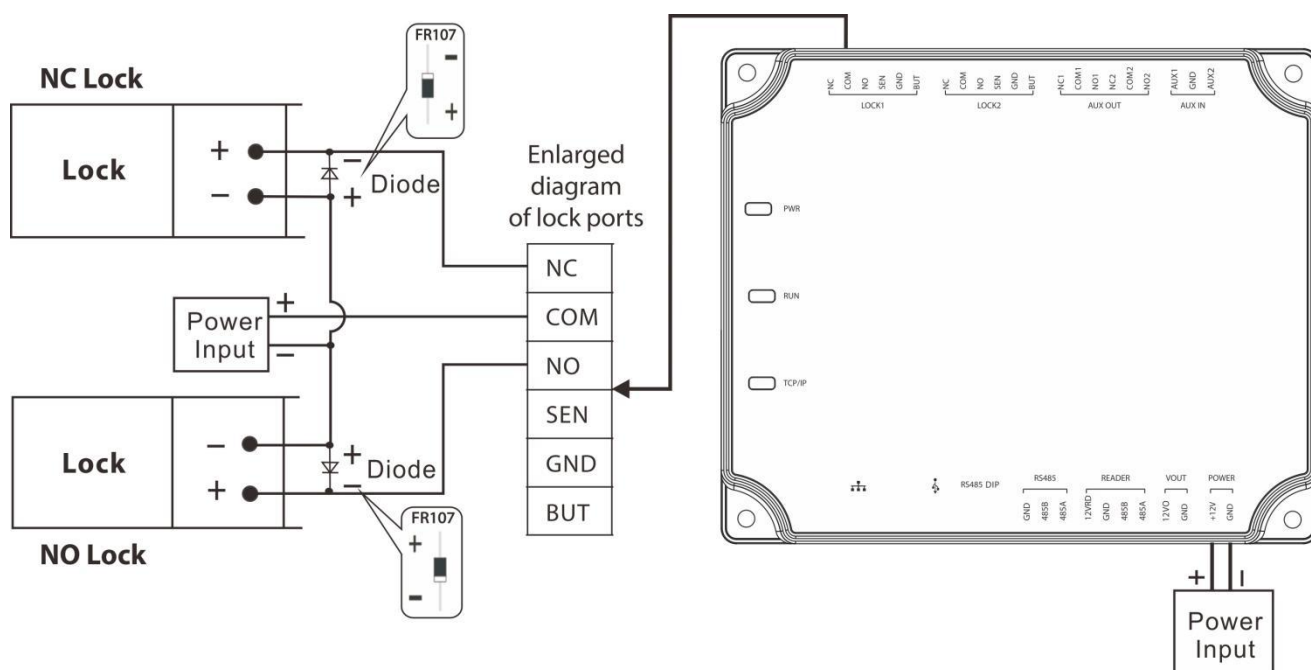 NC Lock
Lock
+
−
FR107
−
+
−
+
Diode
Power
Input
+
−
Lock
−
+
NO Lock
+
−
Diode
FR107
+
−
Enlarged
diagram
of lock ports
NC
COM
NO
SEN
GND
BUT
NC COM NO SEN GND BUT
LOCK1
NC COM NO SEN GND BUT
LOCK2
NC1 COM1 NO1 NC2 COM2 NO2
AUX OUT
AUX1 GND AUX2
AUX IN
PWR
RUN
TCP/IP
RS485 DIP
RS485
GND 485B 485A
READER
12VRD GND 485B 485A
VOUT
12VO GND
POWER
+12V GND
+
−
Power
Input